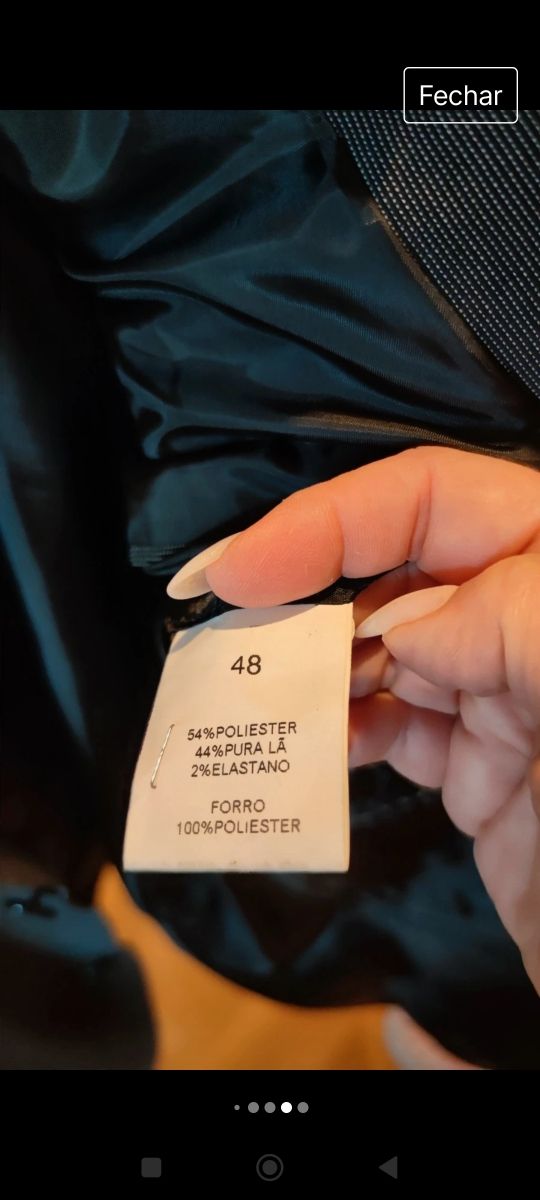 Fechar
48
54%POLIESTER
44%PURA LÃ
2%ELASTANO
FORRO
100%POLIESTER